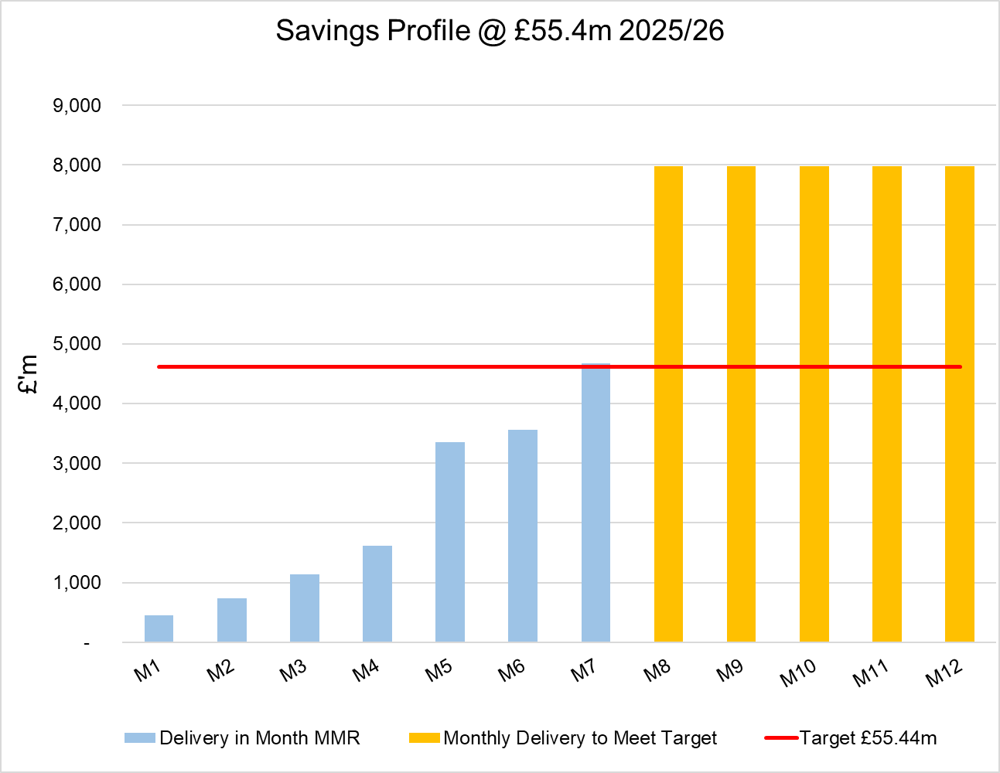 Savings Profile @ £55.4m 2025/26
9,000
8,000
7,000
6,000
5,000
4,000
3,000
2,000
1,000
-
£'m
M1 M2 M3 M4 M5 M6 M7 M8 M9 M10 M11 M12
Delivery in Month MMR Monthly Delivery to Meet Target Target £55.44m